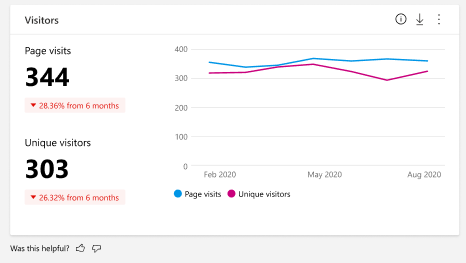 Visitors
Page visits
344
28.36% from 6 months
Unique visitors
303
26.32% from 6 months
400
300
200
100
0
Feb 2020
May 2020
Aug 2020
Page visits
Unique visitors
Was this helpful?